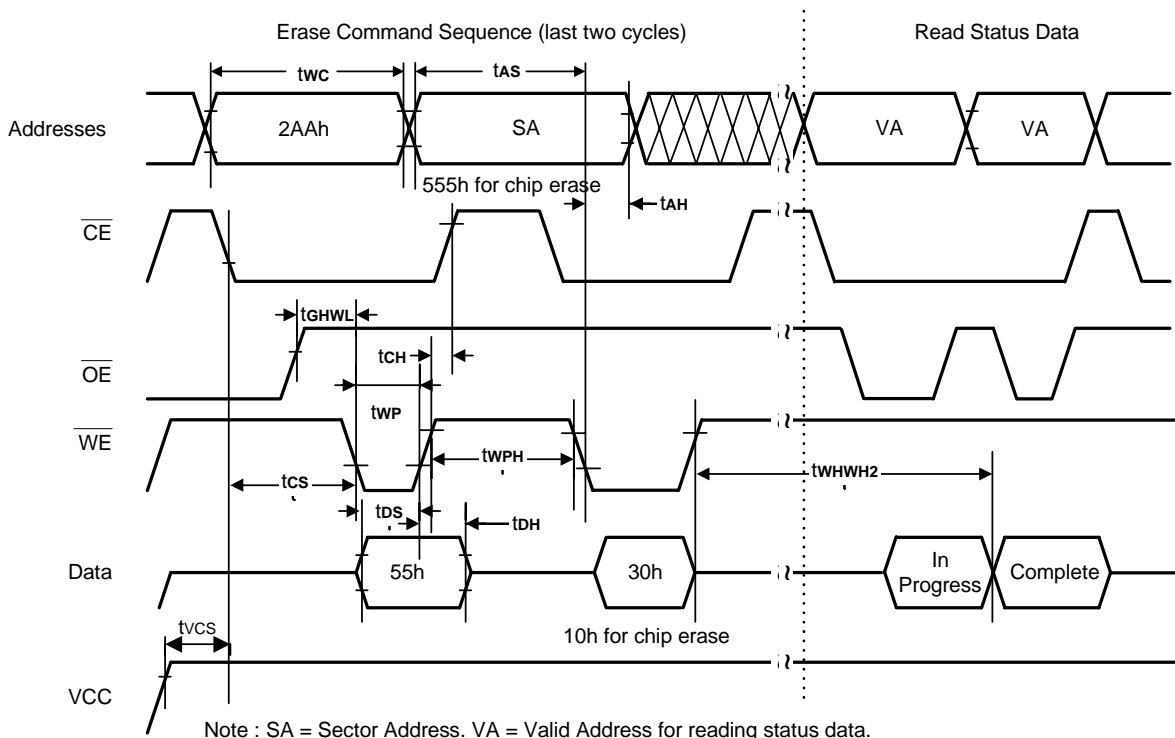 Erase Command Sequence (last two cycles)
Read Status Data
tWC
tAS
Addresses
2AAh
SA
VA
VA
555h for chip erase
tAH
CE
tGHWL
tCH
OE
tWP
WE
tWPH
tCS
tWHWH2
tDS
tDH
Data
55h
30h
In
Progress
Complete
10h for chip erase
tVCS
VCC
Note : SA = Sector Address. VA = Valid Address for reading status data.